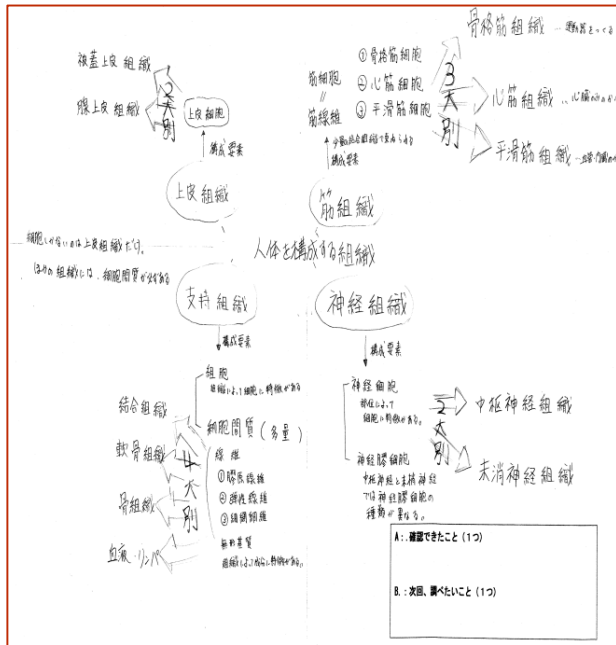 被蓋上皮組織
腺上皮組織
2大別
上皮細胞
構成要素
上皮組織
筋細胞
＝
筋線維
①骨格筋細胞
②心筋細胞
③平滑筋細胞
構成要素
筋組織
3大別
骨格筋組織
心筋組織
平滑筋組織
細胞しかないのは上皮組織だけ。
ほかの組織には、細胞間質が必ずある
人体を構成する組織
支持組織
構成要素
細胞
組織によって細胞に特徴がある
細胞間質（多量）
線維
①膠原線維
②弾性線維
③細網線維
無形基質
組織によって成分に特徴がある。
4大別
結合組織
軟骨組織
骨組織
血液・リンパ
神経組織
構成要素
神経細胞
部位によって
細胞に特徴がある。
神経膠細胞
中枢神経と末梢神経
では神経膠細胞の
種類が異なる。
2大別
中枢神経組織
末消神経組織
A：.確認できたこと（1つ）
B.：次回、調べたいこと（1つ）